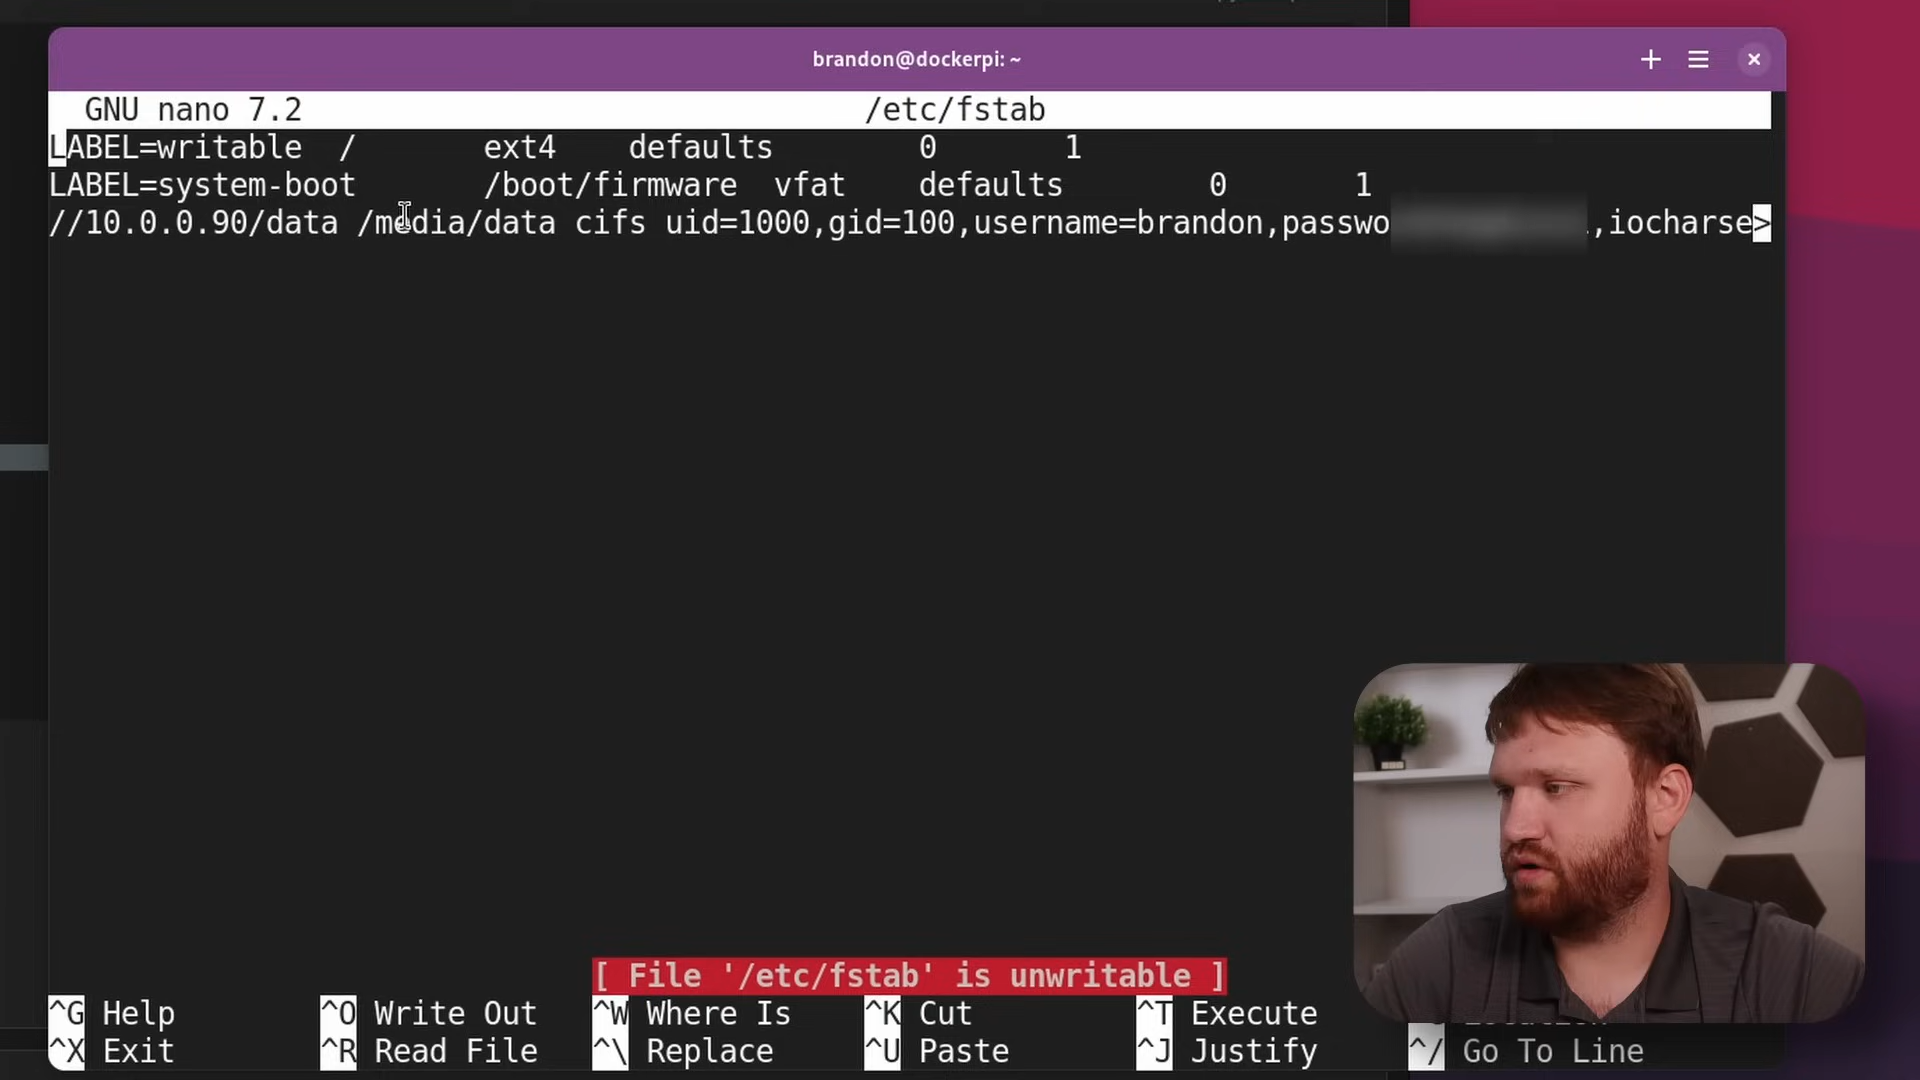 brandon@dockerpi: ~
GNU nano 7.2 /etc/fstab
LABEL=writable / ext4 defaults 0 1
LABEL=system-boot /boot/firmware vfat defaults 0 1
//10.0.0.90/data /media/data cifs uid=1000,gid=100,username=brandon,passwo ,iocharse>
[ File '/etc/fstab' is unwritable ]
^G Help ^O Write Out ^W Where Is ^K Cut ^T Execute
^X Exit ^R Read File ^\ Replace ^U Paste ^J Justify ^/ Go To Line